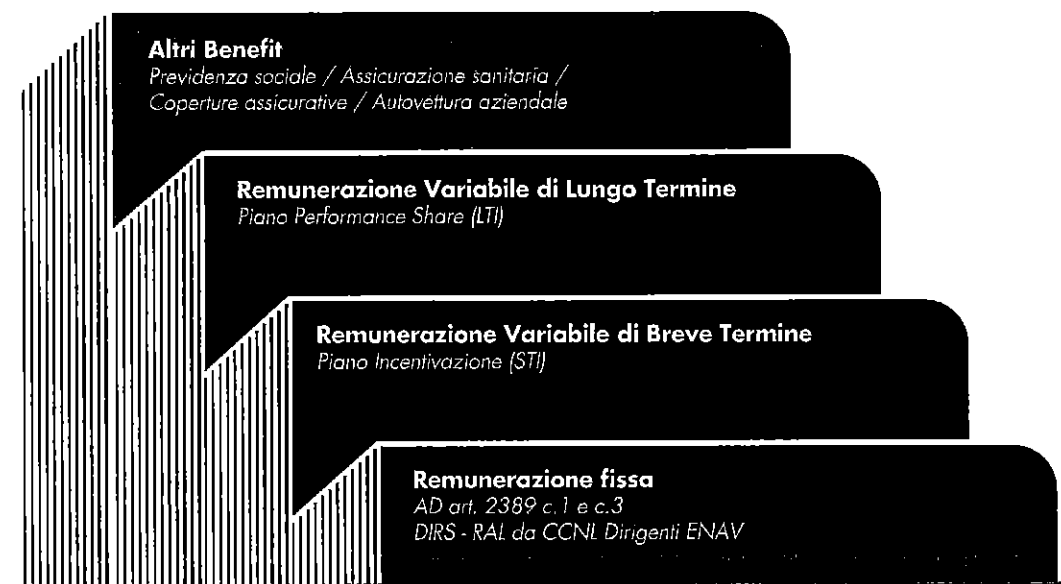 Altri Benefit
Previdenza sociale / Assicurazione sanitaria /
Coperture assicurative / Autovettura aziendale
Remunerazione Variabile di Lungo Termine
Piano Performance Share (LTI)
Remunerazione Variabile di Breve Termine
Piano Incentivazione (STI)
Remunerazione fissa
AD art. 2389 c.1 e c.3
DIRS - RAL da CCNL Dirigenti ENAV